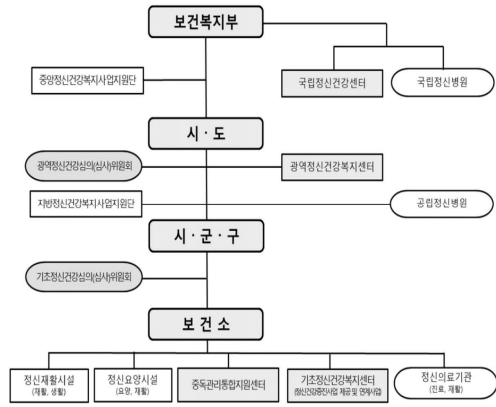 보건복지부
중앙정신건강복지사업지원단
국립정신건강센터
국립정신병원
시·도
광역정신건강심의(심사)위원회
광역정신건강복지센터
지방정신건강복지사업지원단
공립정신병원
시·군·구
기초정신건강심의(심사)위원회
보건소
정신재활시설
(재활, 생활)
정신요양시설
(요양, 재활)
중독관리통합지원센터
기초정신건강복지센터
(정신건강증진사업 제공 및 연계사업)
정신의료기관
(진료, 재활)